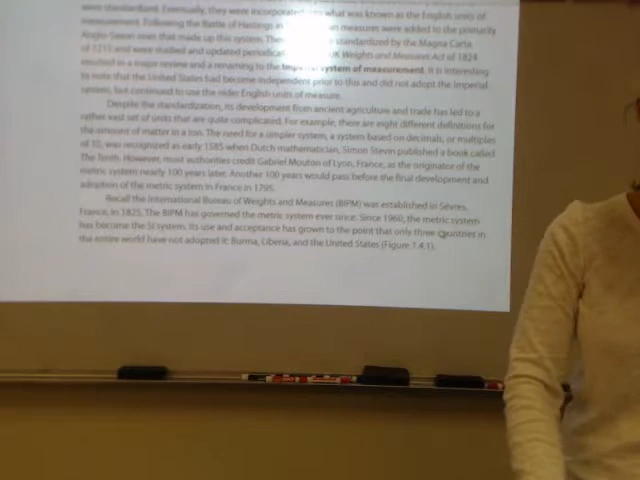 were standardized. Eventually, they were incorporated into what was known as the English units of
measurement. Following the Battle of Hastings in Roman measures were added to the primarily
Anglo-Saxon ones that made up this system. The standardized by the Magna Carta
of 1215 and were studied and updated periodically UK Weights and Measures Act of 1824
resulted in a major review and a renaming to the Imperial system of measurement. It is interesting
to note that the United States had become independent prior to this and did not adopt the Imperial
system, but continued to use the older English units of measure.
Despite the standardization, its development from ancient agriculture and trade has led to a
rather vast set of units that are quite complicated. For example, there are eight different definitions for
the amount of matter in a ton. The need for a simpler system, a system based on decimals, or multiples
of 10, was recognized as early 1585 when Dutch mathematician, Simon Stevin published a book called
The Tenth. However, most authorities credit Gabriel Mouton of Lyon, France, as the originator of the
metric system nearly 100 years later. Another 100 years would pass before the final development and
adoption of the metric system in France in 1795.
Recall the International Bureau of Weights and Measures (BIPM) was established in Sévres,
France, in 1825. The BIPM has governed the metric system ever since. Since 1960, the metric system
has become the SI system. Its use and acceptance has grown to the point that only three countries in
the entire world have not adopted it: Burma, Liberia, and the United States (Figure 1.4.1).